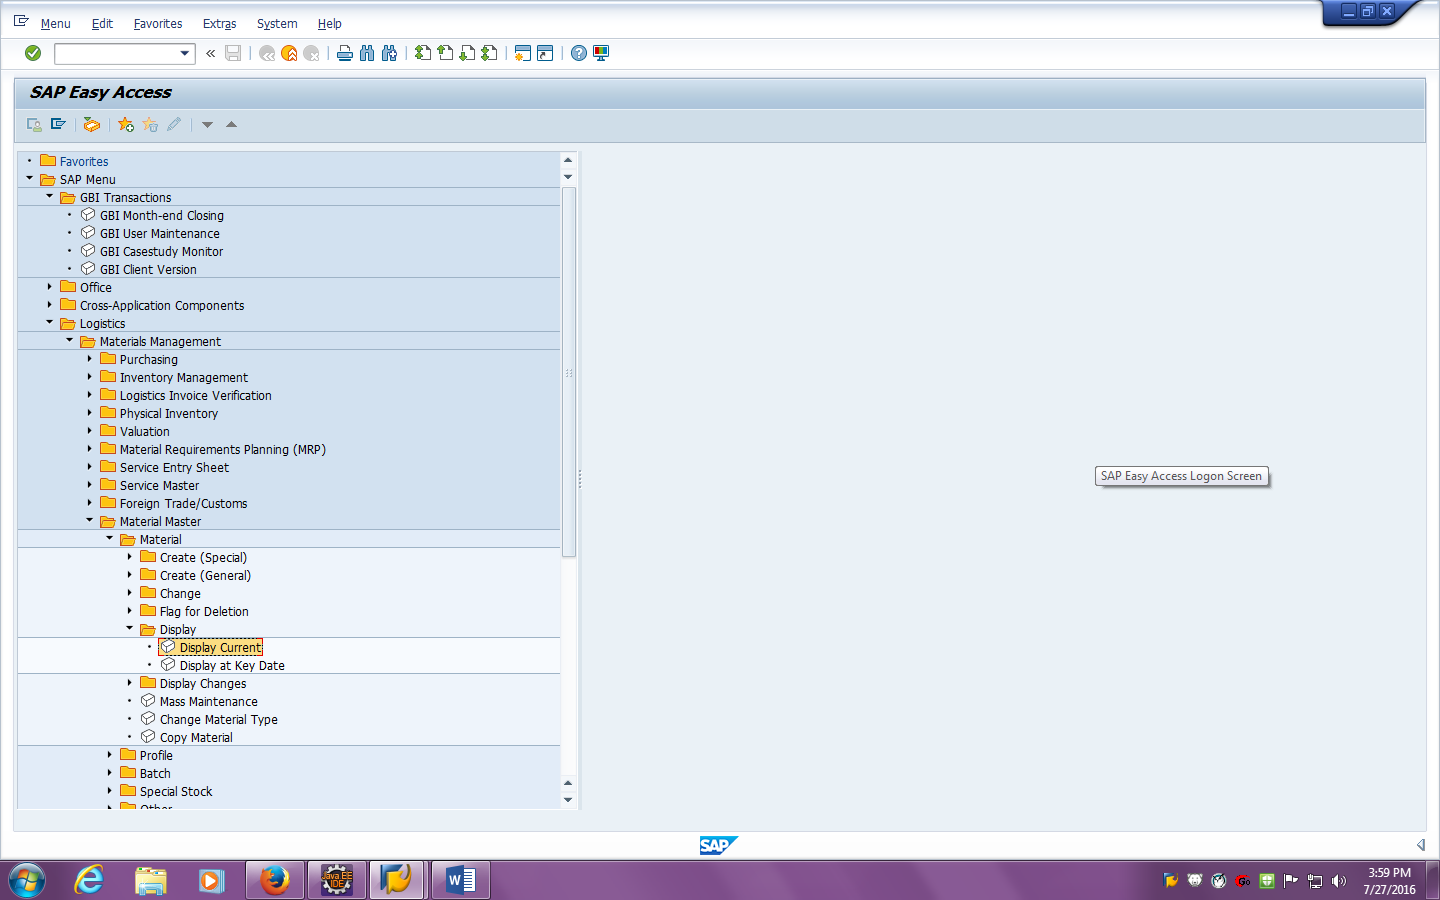 Menu Edit Favorites Extras System Help
SAP Easy Access
Favorites
SAP Menu
GBI Transactions
GBI Month-end Closing
GBI User Maintenance
GBI Casestudy Monitor
GBI Client Version
Office
Cross-Application Components
Logistics
Materials Management
Purchasing
Inventory Management
Logistics Invoice Verification
Physical Inventory
Valuation
Material Requirements Planning (MRP)
Service Entry Sheet
SAP Easy Access Logon Screen
Service Master
Foreign Trade/Customs
Material Master
Material
Create (Special)
Create (General)
Change
Flag for Deletion
Display
Display Current
Display at Key Date
Display Changes
Mass Maintenance
Change Material Type
Copy Material
Profile
Batch
Special Stock
Other
SAP
Java EE
IDE
W
Go
3:59 PM
7/27/2016